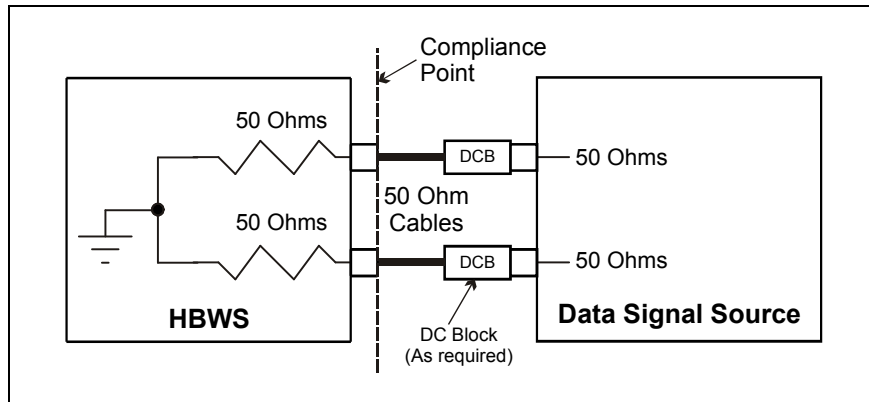 Compliance
Point
50 Ohms
DCB
50 Ohms
50 Ohm
Cables
50 Ohms
DCB
50 Ohms
HBWS
Data Signal Source
DC Block
(As required)